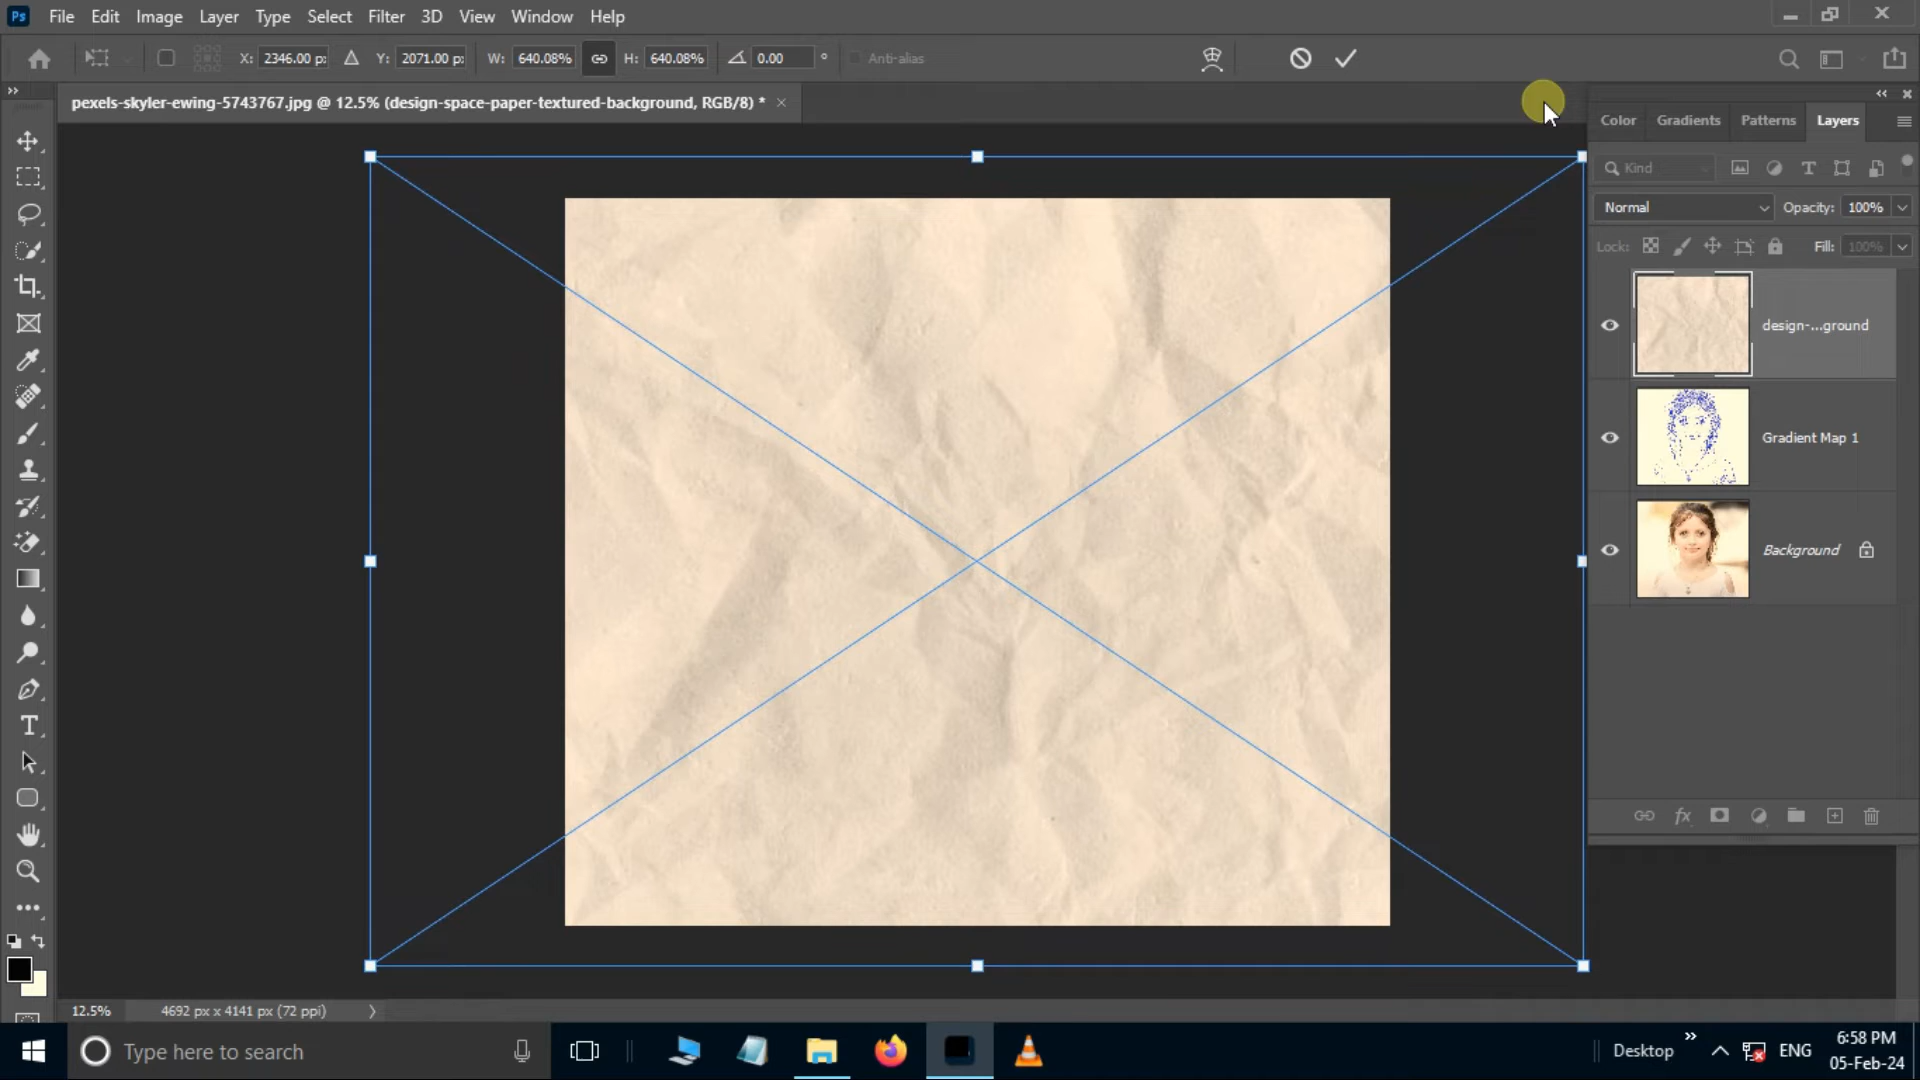 Ps File Edit Image Layer Type Select Filter 3D View Window Help
X: 2346.00 p Y: 2071.00 p W: 640.08% H: 640.08% 0.00 ° Anti-alias
pexels-skyler-ewing-5743767.jpg @ 12.5% (design-space-paper-textured-background, RGB/8) *
Color Gradients Patterns Layers
Kind
Normal Opacity: 100%
Lock: Fill: 100%
design-...ground
Gradient Map 1
Background
fx
12.5% 4692 px x 4141 px (72 ppi)
Type here to search
Desktop ENG
6:58 PM
05-Feb-24